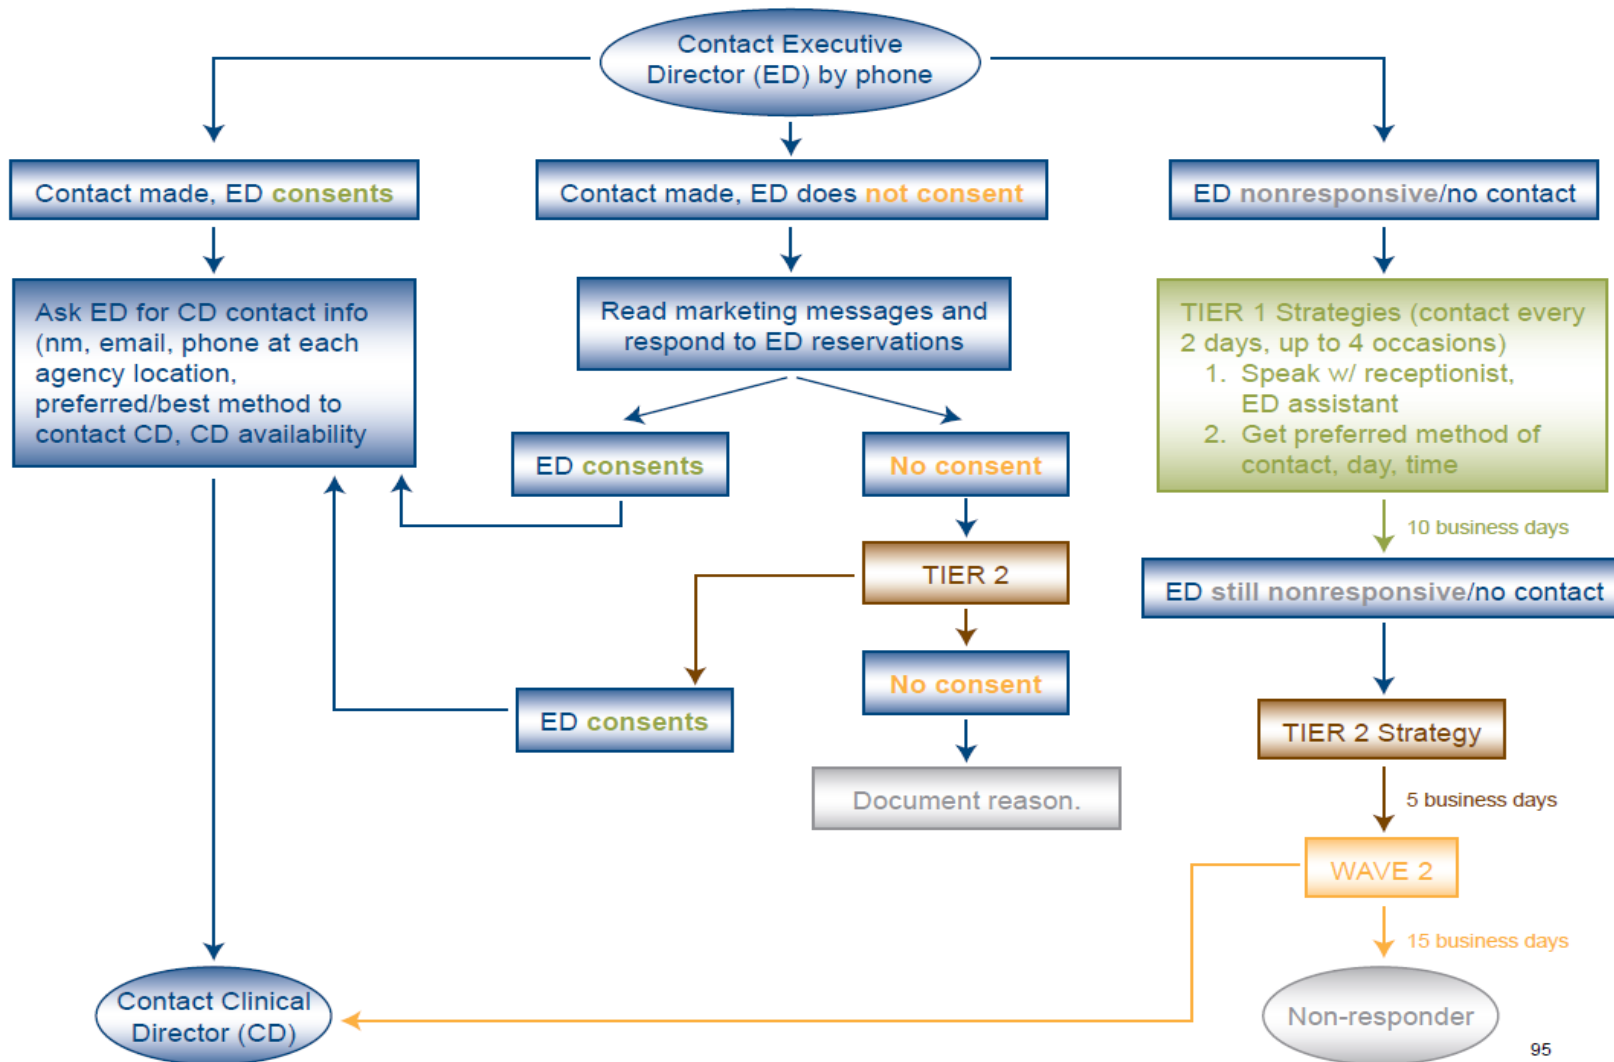 Contact Executive
Director (ED) by phone
Contact made, ED consents
Contact made, ED does not consent
ED nonresponsive/no contact
Ask ED for CD contact info
(nm, email, phone at each
agency location,
preferred/best method to
contact CD, CD availability
Read marketing messages and
respond to ED reservations
TIER 1 Strategies (contact every
2 days, up to 4 occasions)
1. Speak w/ receptionist,
ED assistant
2. Get preferred method of
contact, day, time
ED consents
No consent
10 business days
TIER 2
ED still nonresponsive/no contact
ED consents
No consent
TIER 2 Strategy
Document reason.
5 business days
WAVE 2
15 business days
Contact Clinical
Director (CD)
Non-responder
95